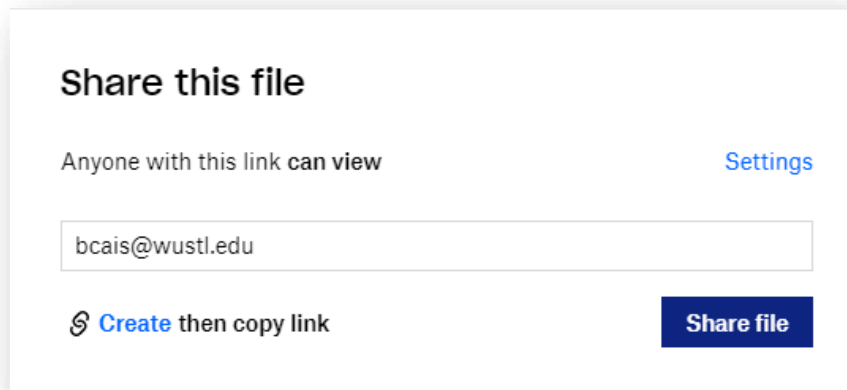 Share this file
Anyone with this link can view Settings
bcais@wustl.edu
Create then copy link Share file